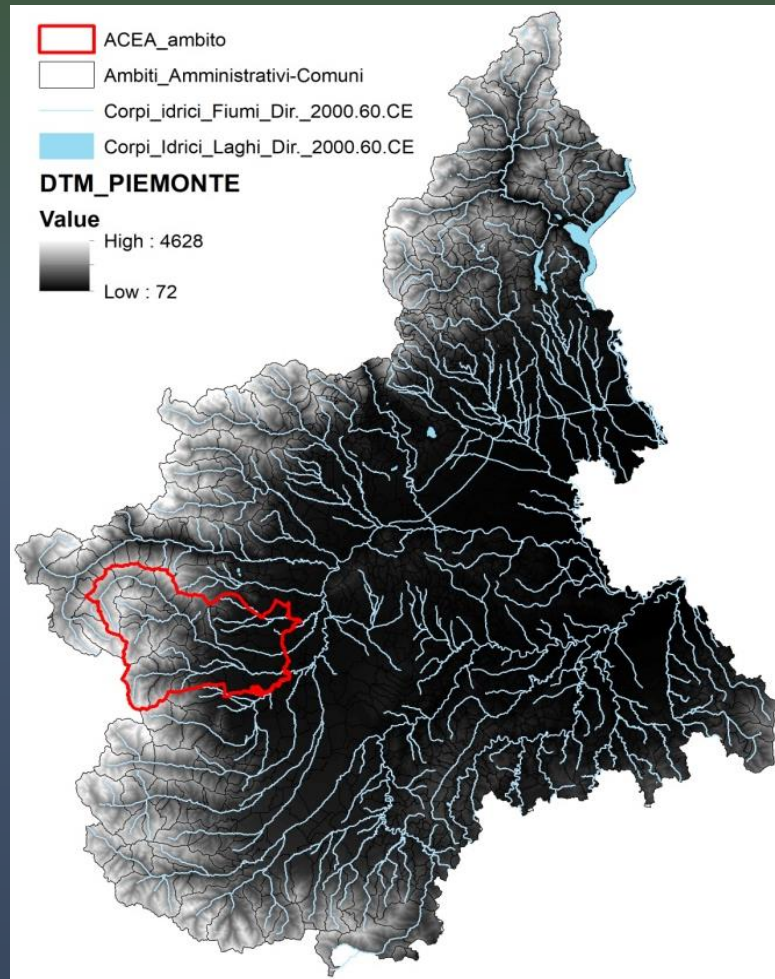 ACEA_ambito
Ambiti_Amministrativi-Comuni
Corpi_idrici_Fiumi_Dir._2000.60.CE
Corpi_Idrici_Laghi_Dir._2000.60.CE
DTM_PIEMONTE
Value
High : 4628
Low : 72